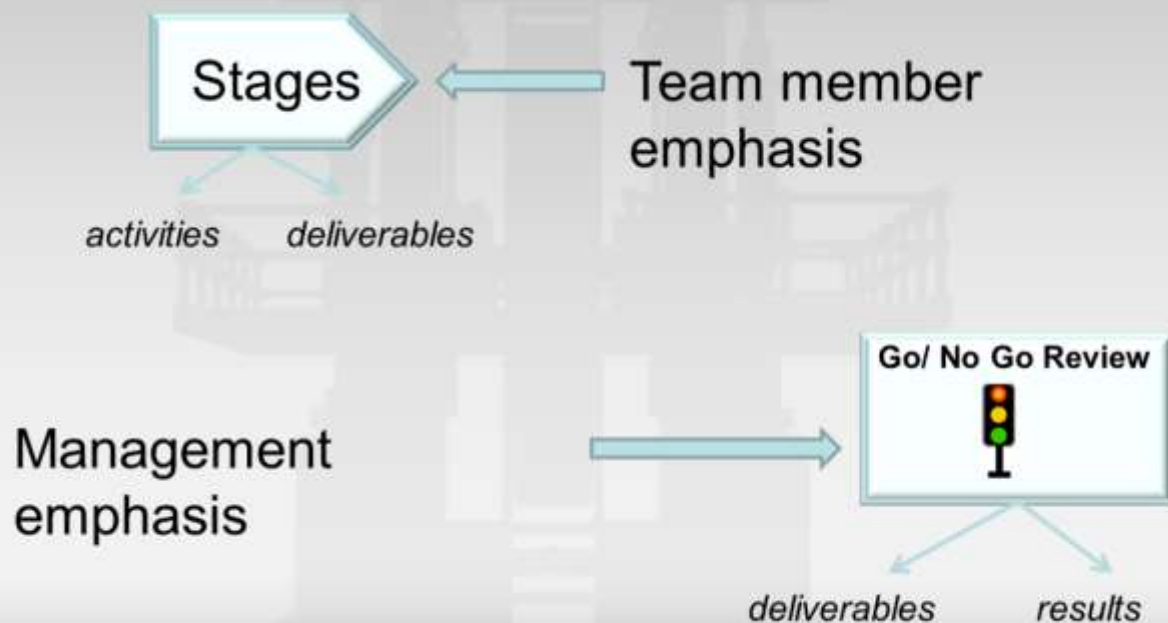 Stages
Team member
emphasis
activities
deliverables
Go/ No Go Review
Management
emphasis
deliverables
results